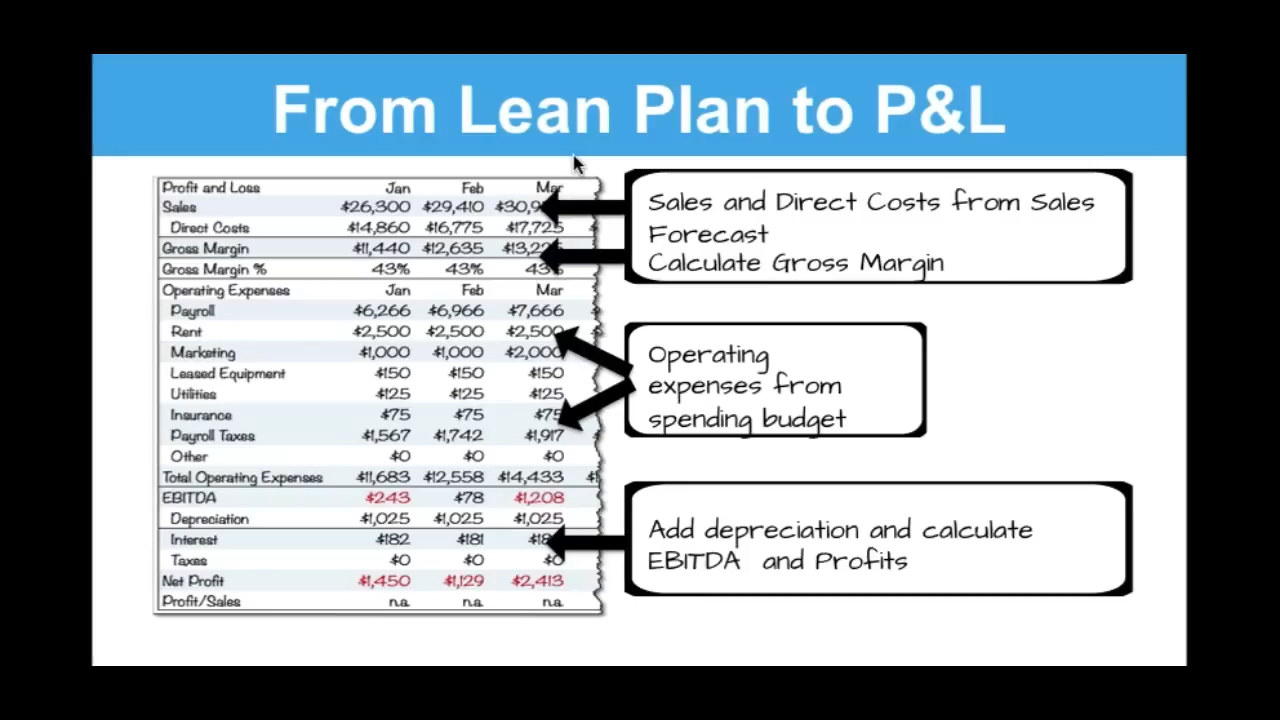 From Lean Plan to P&L
Profit and Loss Jan Feb Mar
Sales $26,300 $29,410
Direct Costs $14,860 $16,775 $17,725
Gross Margin $11,440 $12,635
Gross Margin % 43% 43% 43%
Operating Expenses Jan Feb Mar
Payroll $6,266 $6,966 $7,666
Rent $2,500 $2,500 $2,500
Marketing $1,000 $1,000 $2,000
Leased Equipment $150 $150 $150
Utilities $125 $125 $125
Insurance $75 $75 $75
Payroll Taxes $1,567 $1,742 $1,917
Other $0 $0 $0
Total Operating Expenses $11,683 $12,558 $14,433
EBITDA $243 $78 $1,208
Depreciation $1,025 $1,025 $1,025
Interest $182 $181
Taxes $0 $0 $0
Net Profit $1,450 $1,129 $2,413
Profit/Sales n.a. n.a. n.a.
Sales and Direct Costs from Sales
Forecast
Calculate Gross Margin
Operating
expenses from
spending budget
Add depreciation and calculate
EBITDA and Profits